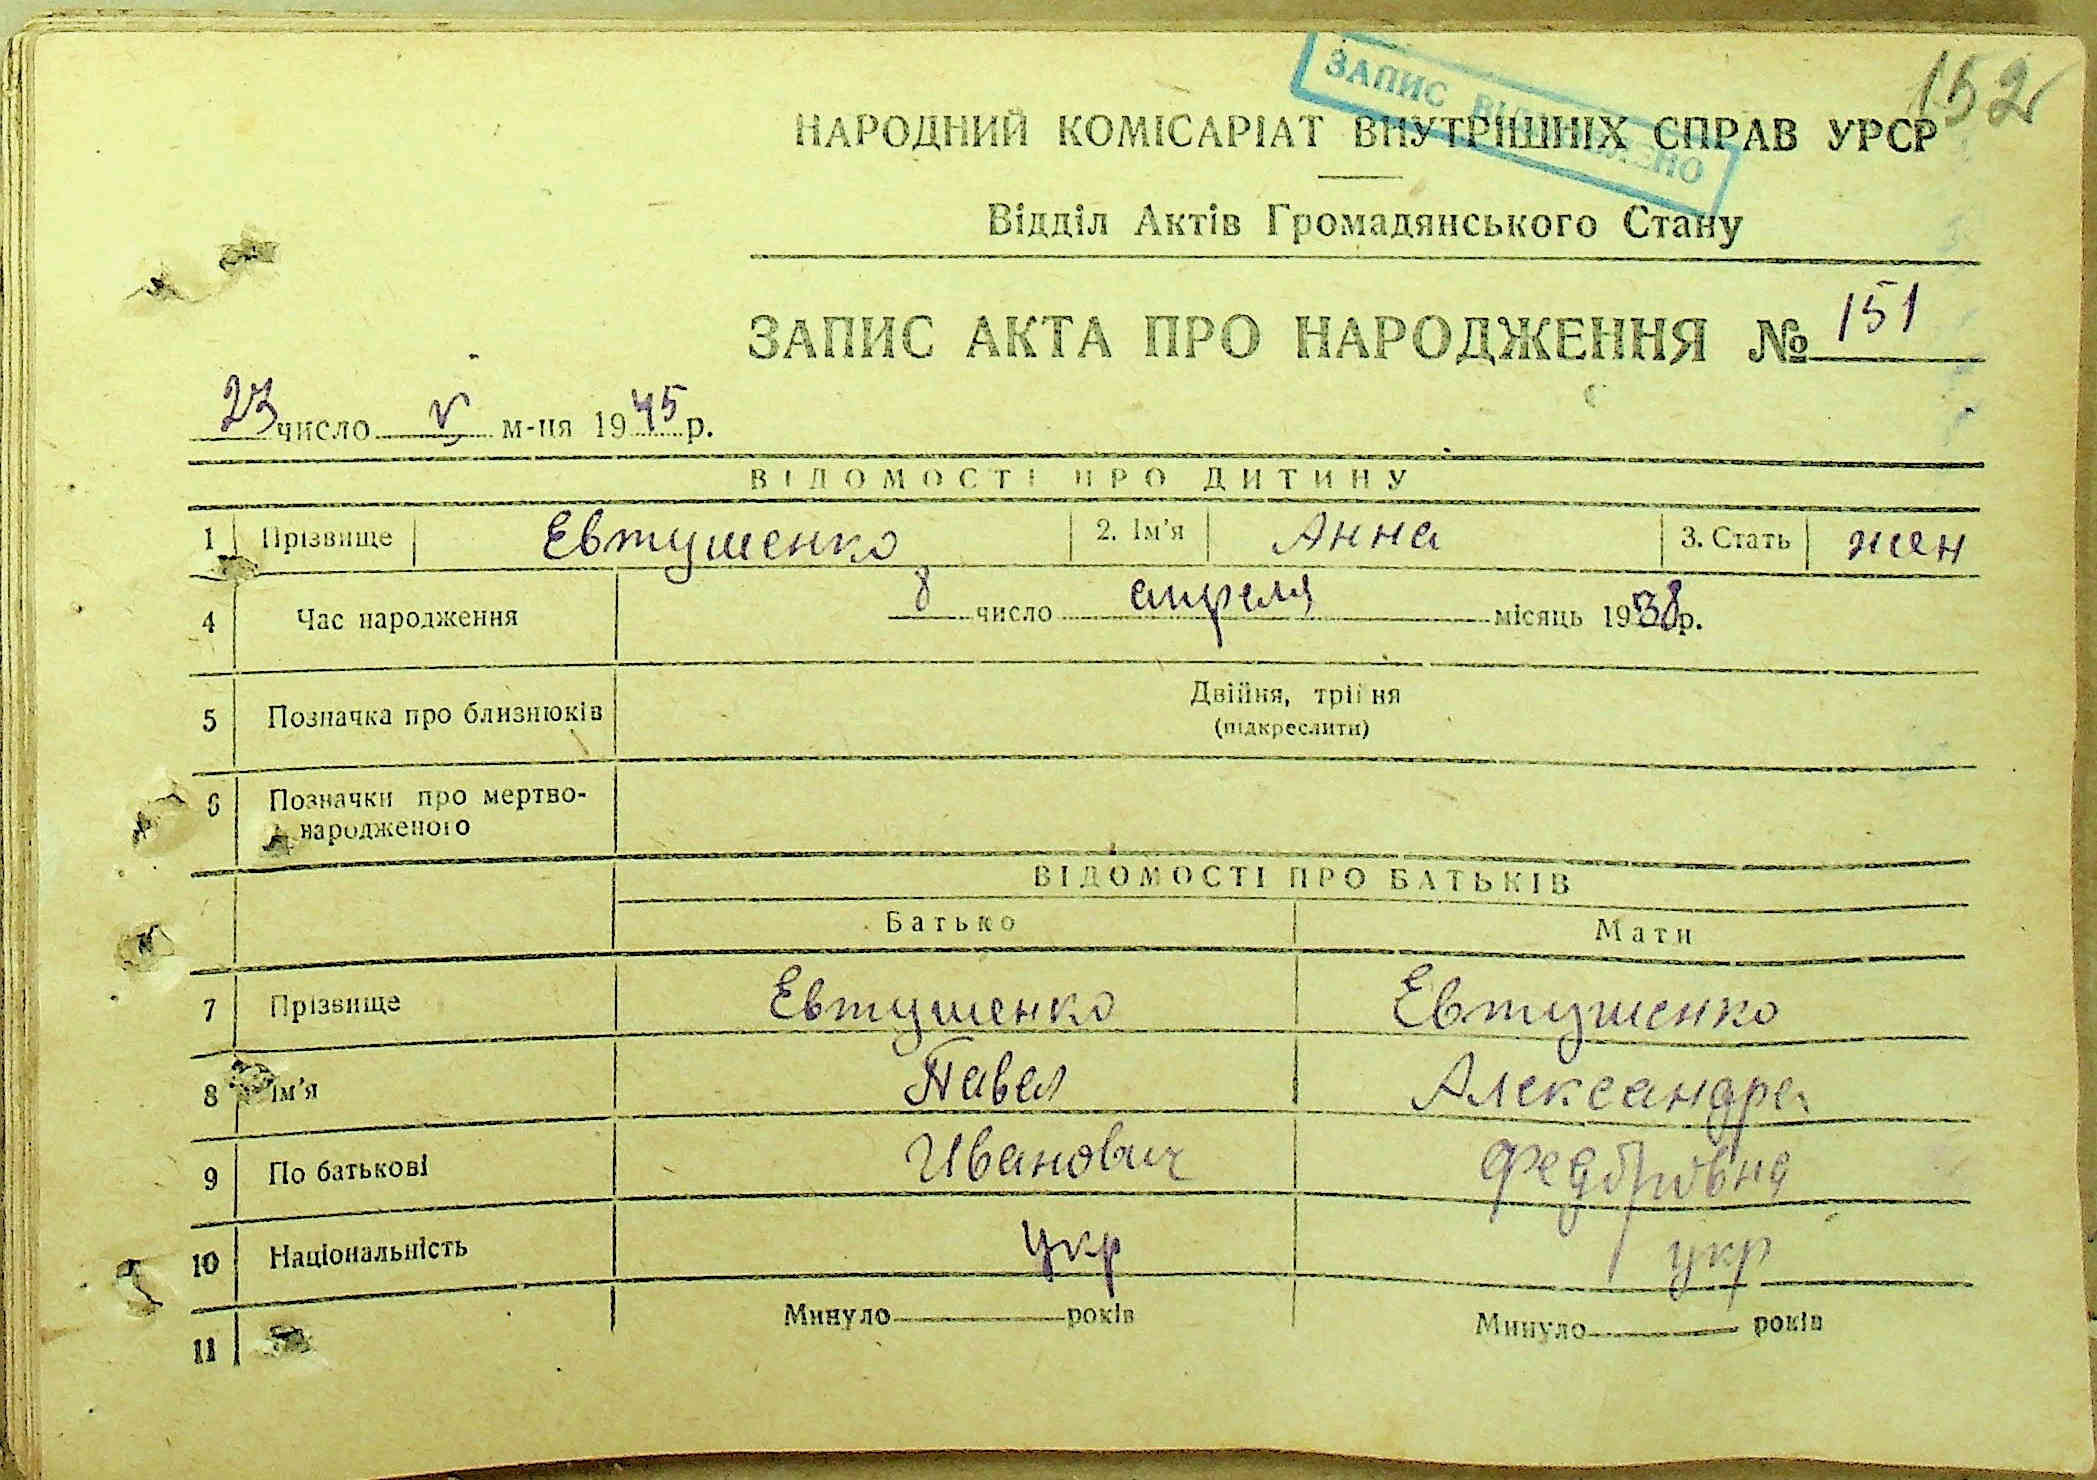 152
ЗАПИС ВІДНОВЛЕНО
НАРОДНИЙ КОМІСАРІАТ ВНУТРІШНІХ СПРАВ УРСР
Відділ Актів Громадянського Стану
ЗАПИС АКТА ПРО НАРОДЖЕННЯ № 151
23 число V м-ця 1945 р.
ВІДОМОСТІ ПРО ДИТИНУ
1 Прізвище Евтушенко 2. Ім'я Анна 3. Стать жен
4 Час народження 8 число апреля місяць 1938 р.
5 Позначка про близнюків Двійня, трійня
(підкреслити)
6 Позначки про мертво-
народженого
ВІДОМОСТІ ПРО БАТЬКІВ
Батько Мати
7 Прізвище Евтушенко Евтушенко
8 Ім'я Павел Александра
9 По батькові Иванович Федоровна
10 Національність укр укр
11 Минуло років Минуло років